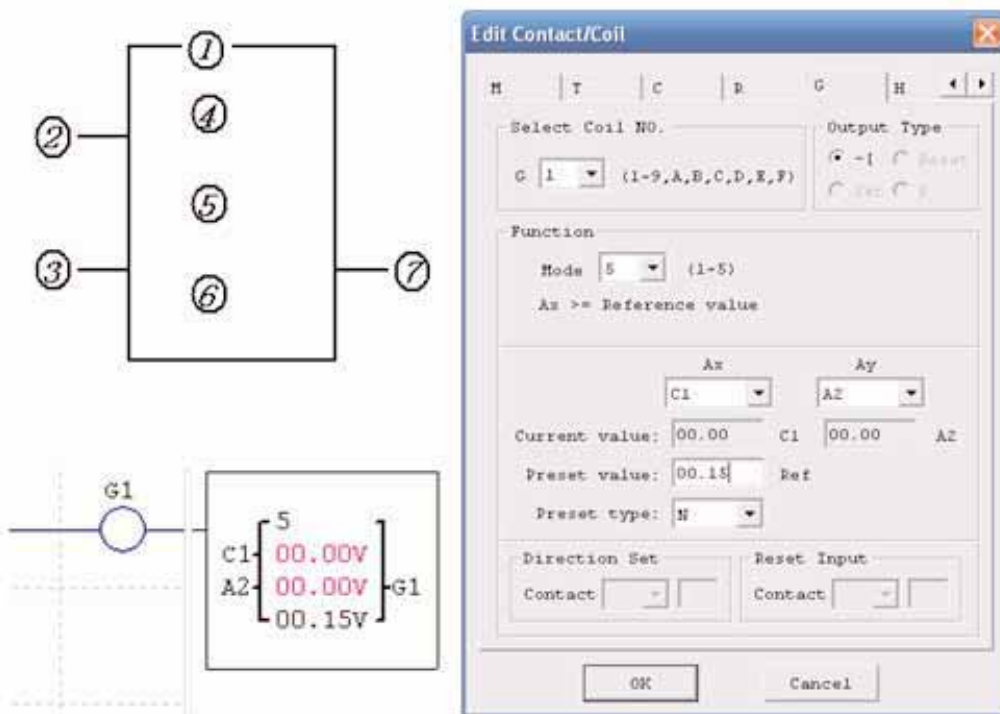 ①
②
③
④
⑤
⑥
⑦
G1
5
C1 00.00V
A2 00.00V G1
00.15V
Edit Contact/Coil
M T C R G H
Select Coil NO.
G 1 (1-9,A,B,C,D,E,F)
Output Type
-[ Reset
Set P
Function
Mode 5 (1-5)
Ax >= Reference value
Ax Ay
C1 A2
Current value: 00.00 C1 00.00 A2
Preset value: 00.15 Ref
Preset type: N
Direction Set
Contact
Reset Input
Contact
OK Cancel